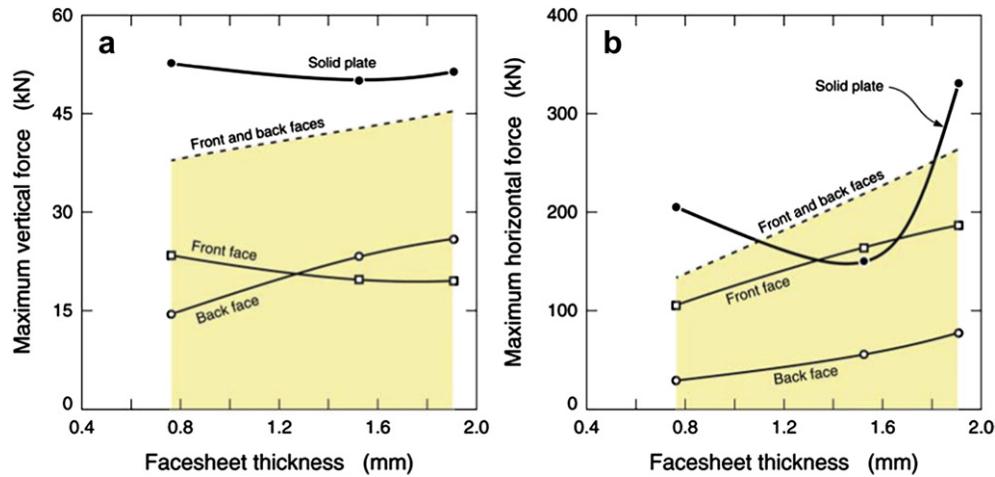 a
60
45
30
15
0
0.4 0.8 1.2 1.6 2.0
Maximum vertical force (kN)
Facesheet thickness (mm)
Solid plate
Front and back faces
Front face
Back face
b
400
300
200
100
0
0.4 0.8 1.2 1.6 2.0
Maximum horizontal force (kN)
Facesheet thickness (mm)
Solid plate
Front and back faces
Front face
Back face